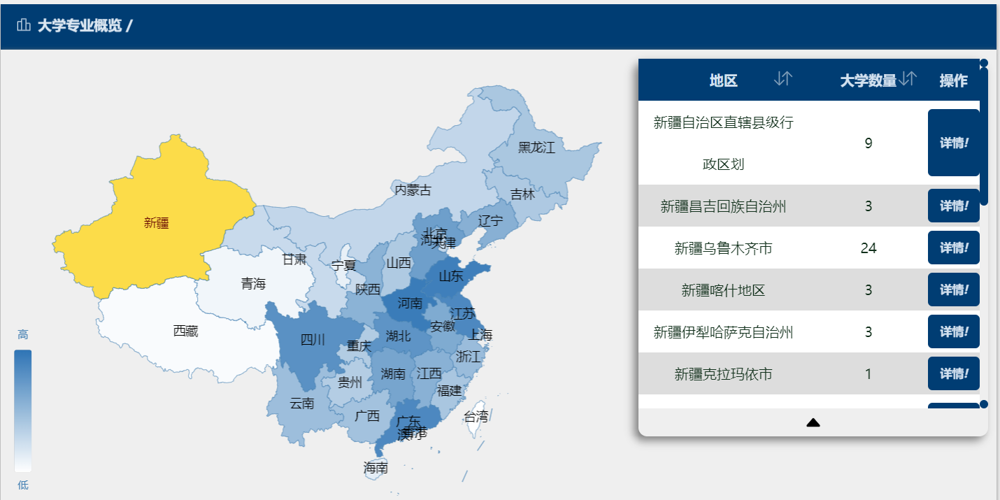 大学专业概览 /
地区 大学数量 操作
新疆自治区直辖县级行
政区划
9 详情!
新疆昌吉回族自治州 3 详情!
新疆乌鲁木齐市 24 详情!
新疆喀什地区 3 详情!
新疆伊犁哈萨克自治州 3 详情!
新疆克拉玛依市 1 详情!
黑龙江
内蒙古
吉林
新疆
辽宁
北京
河北
天津
甘肃
宁夏
山西
山东
青海
陕西
河南
江苏
西藏
安徽
四川
湖北
上海
重庆
浙江
湖南
江西
贵州
福建
云南
广西
台湾
广东
香港
澳门
海南
高
低